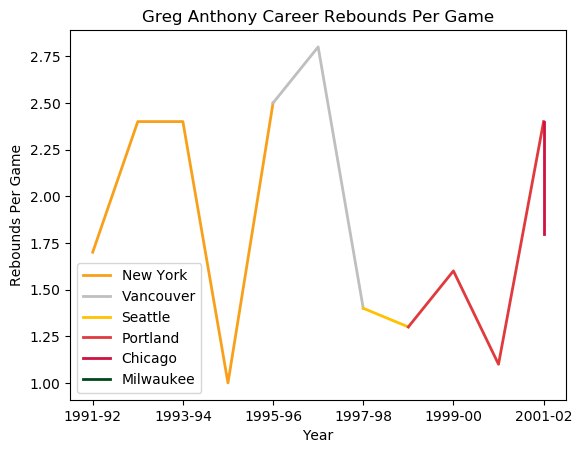 Greg Anthony Career Rebounds Per Game
Rebounds Per Game
2.75
2.50
2.25
2.00
1.75
1.50
1.25
1.00
New York
Vancouver
Seattle
Portland
Chicago
Milwaukee
1991-92
1993-94
1995-96
1997-98
1999-00
2001-02
Year